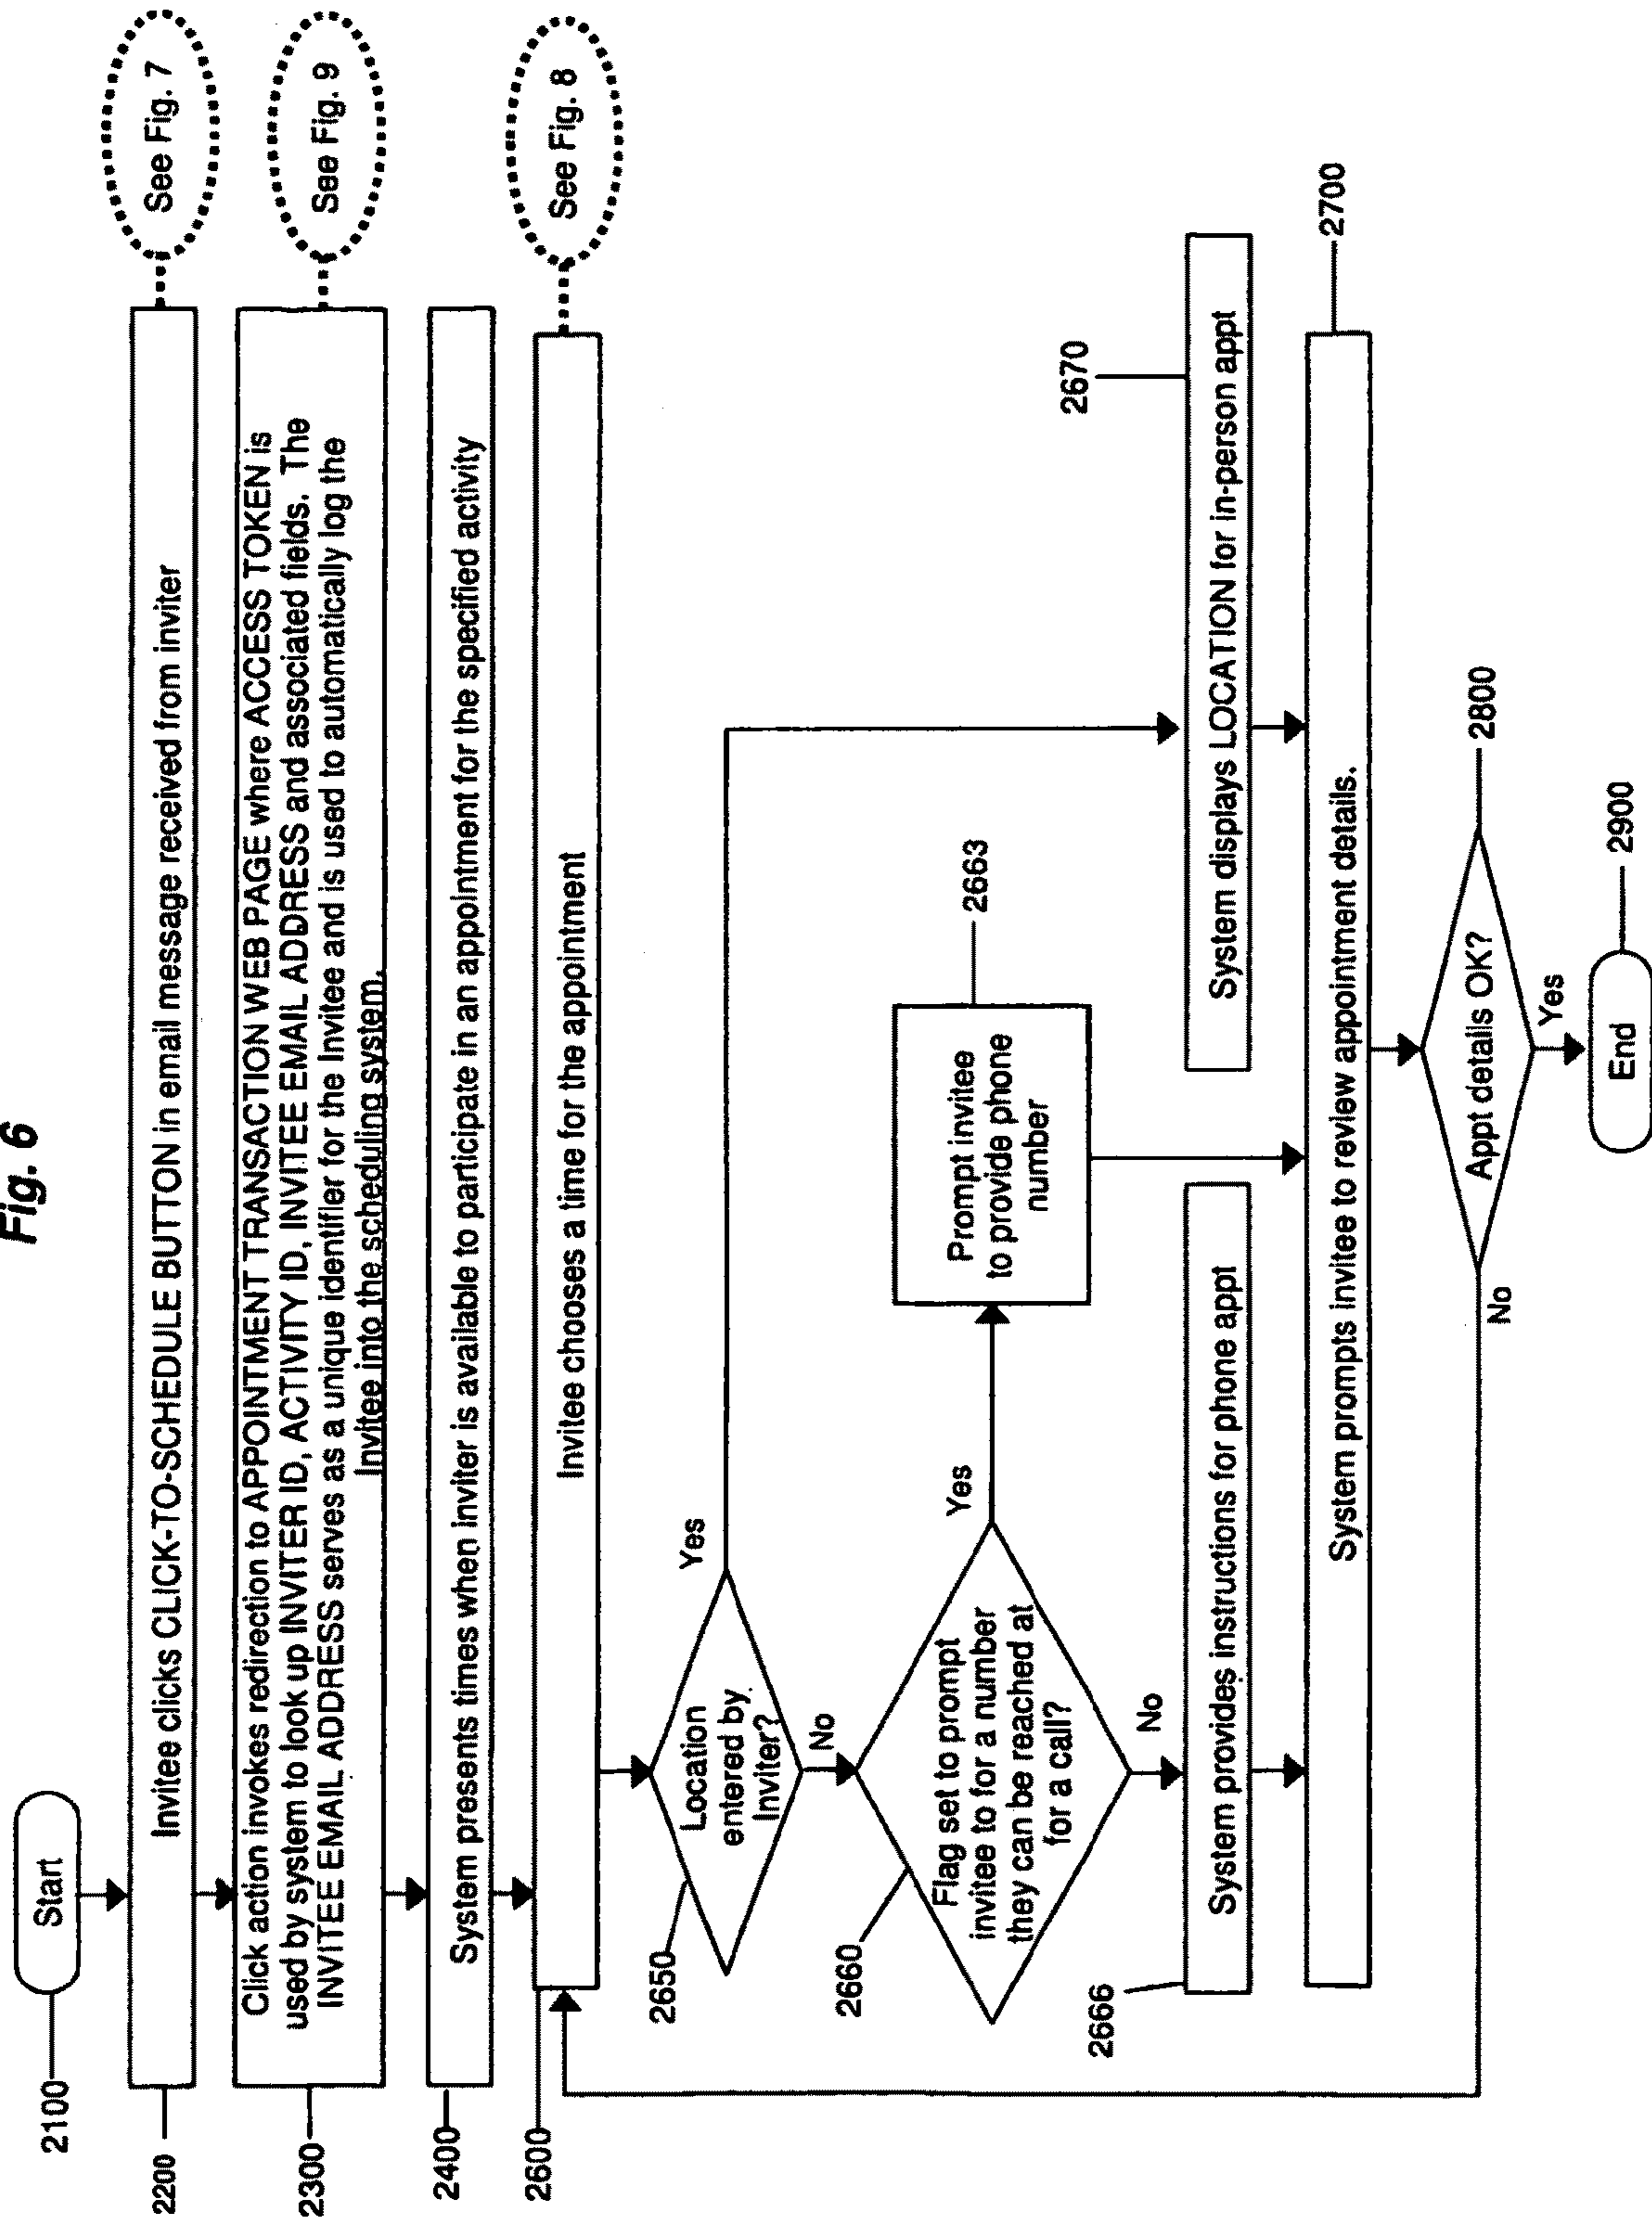 Fig. 6
Start
2100
Invitee clicks CLICK-TO-SCHEDULE BUTTON in email message received from inviter
2200
See Fig. 7
Click action invokes redirection to APPOINTMENT TRANSACTION WEB PAGE where ACCESS TOKEN is
used by system to look up INVITER ID, ACTIVITY ID, INVITEE EMAIL ADDRESS and associated fields. The
INVITEE EMAIL ADDRESS serves as a unique identifier for the Invitee and is used to automatically log the
Invitee into the scheduling system.
2300
See Fig. 9
System presents times when inviter is available to participate in an appointment for the specified activity
2400
Invitee chooses a time for the appointment
2600
See Fig. 8
Location
entered by
Inviter?
2650
Yes
No
Flag set to prompt
invitee to for a number
they can be reached at
for a call?
2660
Yes
No
Prompt invitee
to provide phone
number
2663
System provides instructions for phone appt
2666
System displays LOCATION for in-person appt
2670
System prompts invitee to review appointment details.
2700
Appt details OK?
2800
No
Yes
End
2900